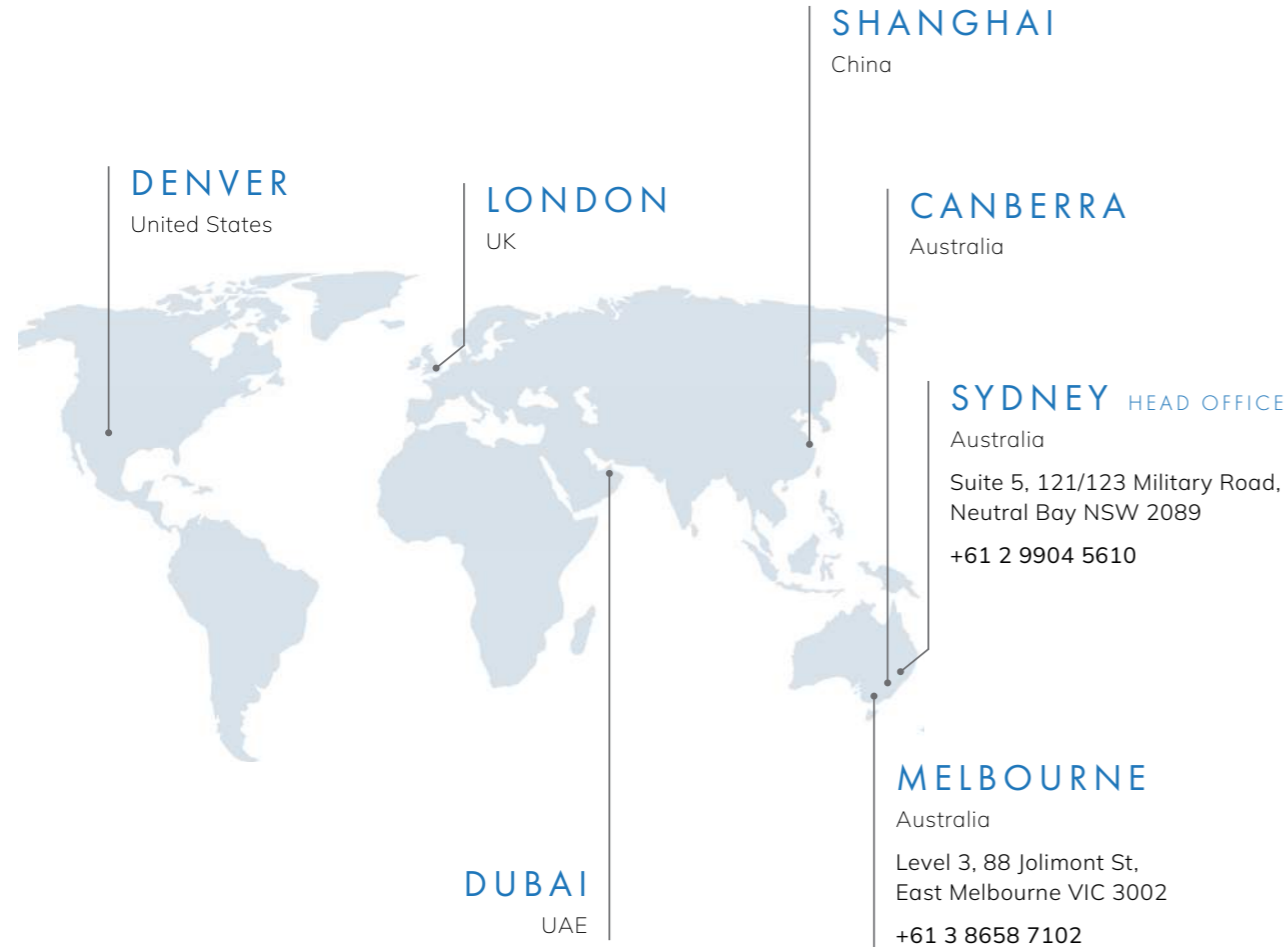 SHANGHAI
China
DENVER
United States
LONDON
UK
CANBERRA
Australia
SYDNEY HEAD OFFICE
Australia
Suite 5, 121/123 Military Road,
Neutral Bay NSW 2089
+61 2 9904 5610
MELBOURNE
Australia
Level 3, 88 Jolimont St,
East Melbourne VIC 3002
+61 3 8658 7102
DUBAI
UAE